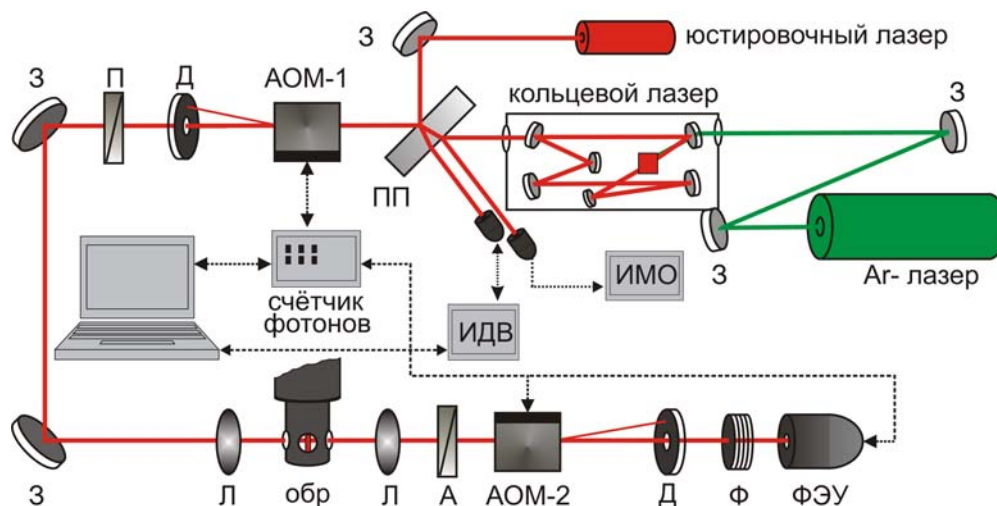 З
юстировочный лазер
З
П
Д
АОМ-1
кольцевой лазер
З
ПП
З
Ar- лазер
ИМО
счётчик
фотонов
ИДВ
З
Л
обр
Л
А
АОМ-2
Д
Ф
ФЭУ